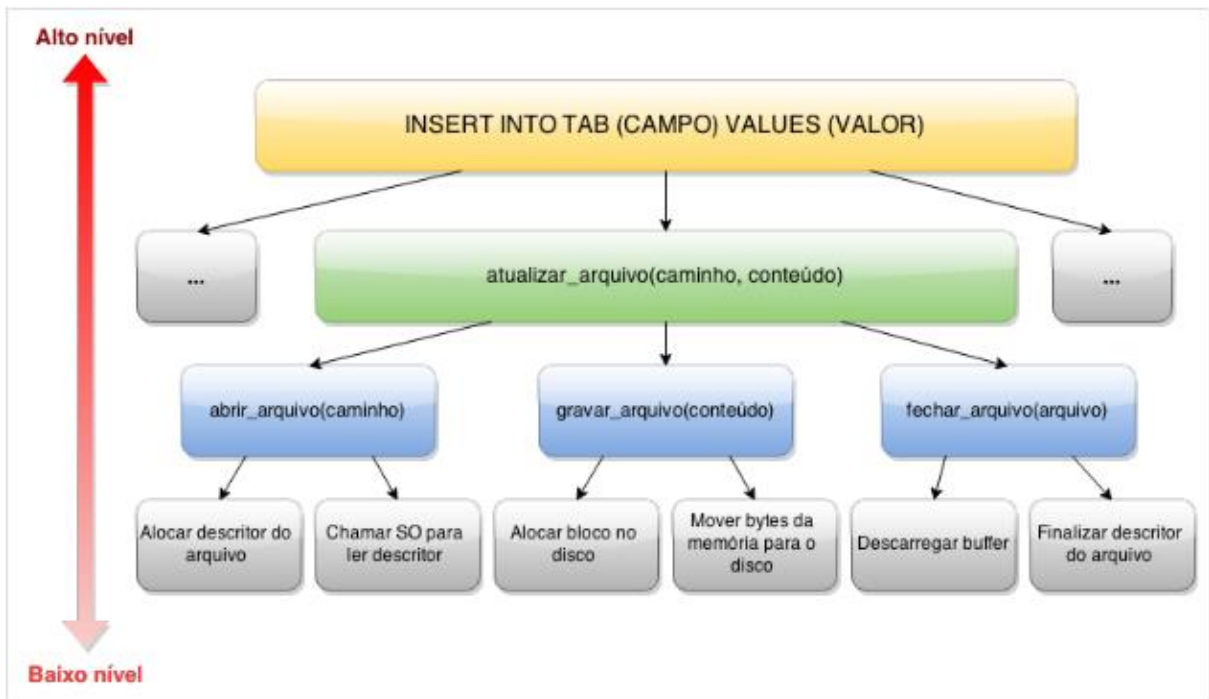 Alto nível
INSERT INTO TAB (CAMPO) VALUES (VALOR)
...
atualizar_arquivo(caminho, conteúdo)
...
abrir_arquivo(caminho)
gravar_arquivo(conteúdo)
fechar_arquivo(arquivo)
Alocar descritor do
arquivo
Chamar SO para
ler descritor
Alocar bloco no
disco
Mover bytes da
memória para o
disco
Descarregar buffer
Finalizar descritor
do arquivo
Baixo nível